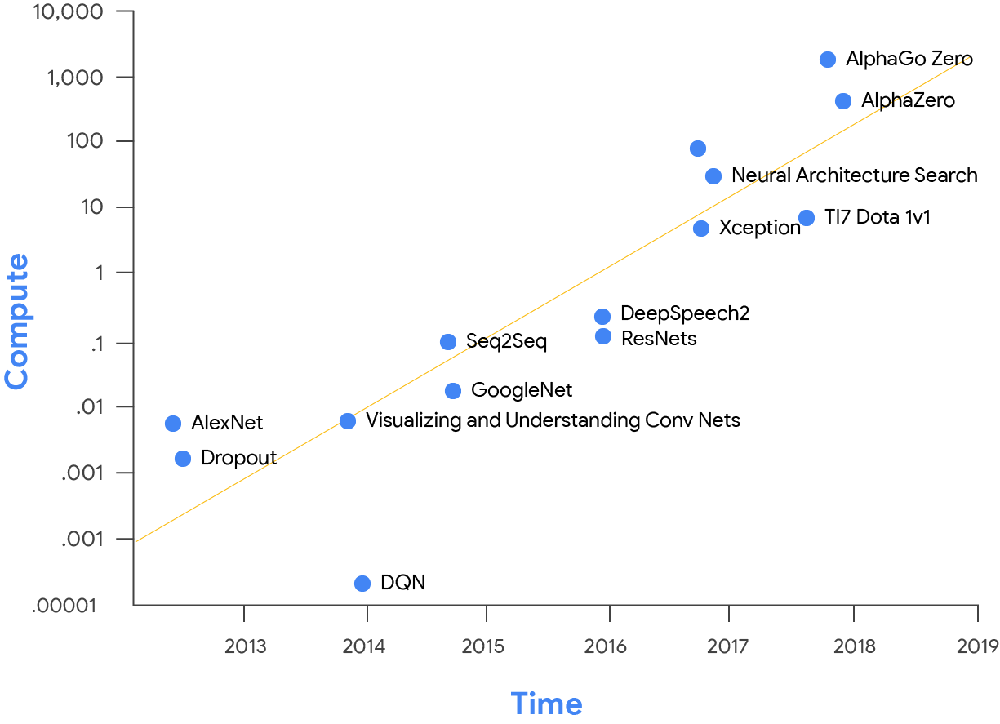 10,000
1,000
100
10
1
.1
.01
.001
.001
.00001
Compute
AlphaGo Zero
AlphaZero
Neural Architecture Search
TI7 Dota 1v1
Xception
DeepSpeech2
ResNets
Seq2Seq
GoogleNet
Visualizing and Understanding Conv Nets
AlexNet
Dropout
DQN
2013
2014
2015
2016
2017
2018
2019
Time